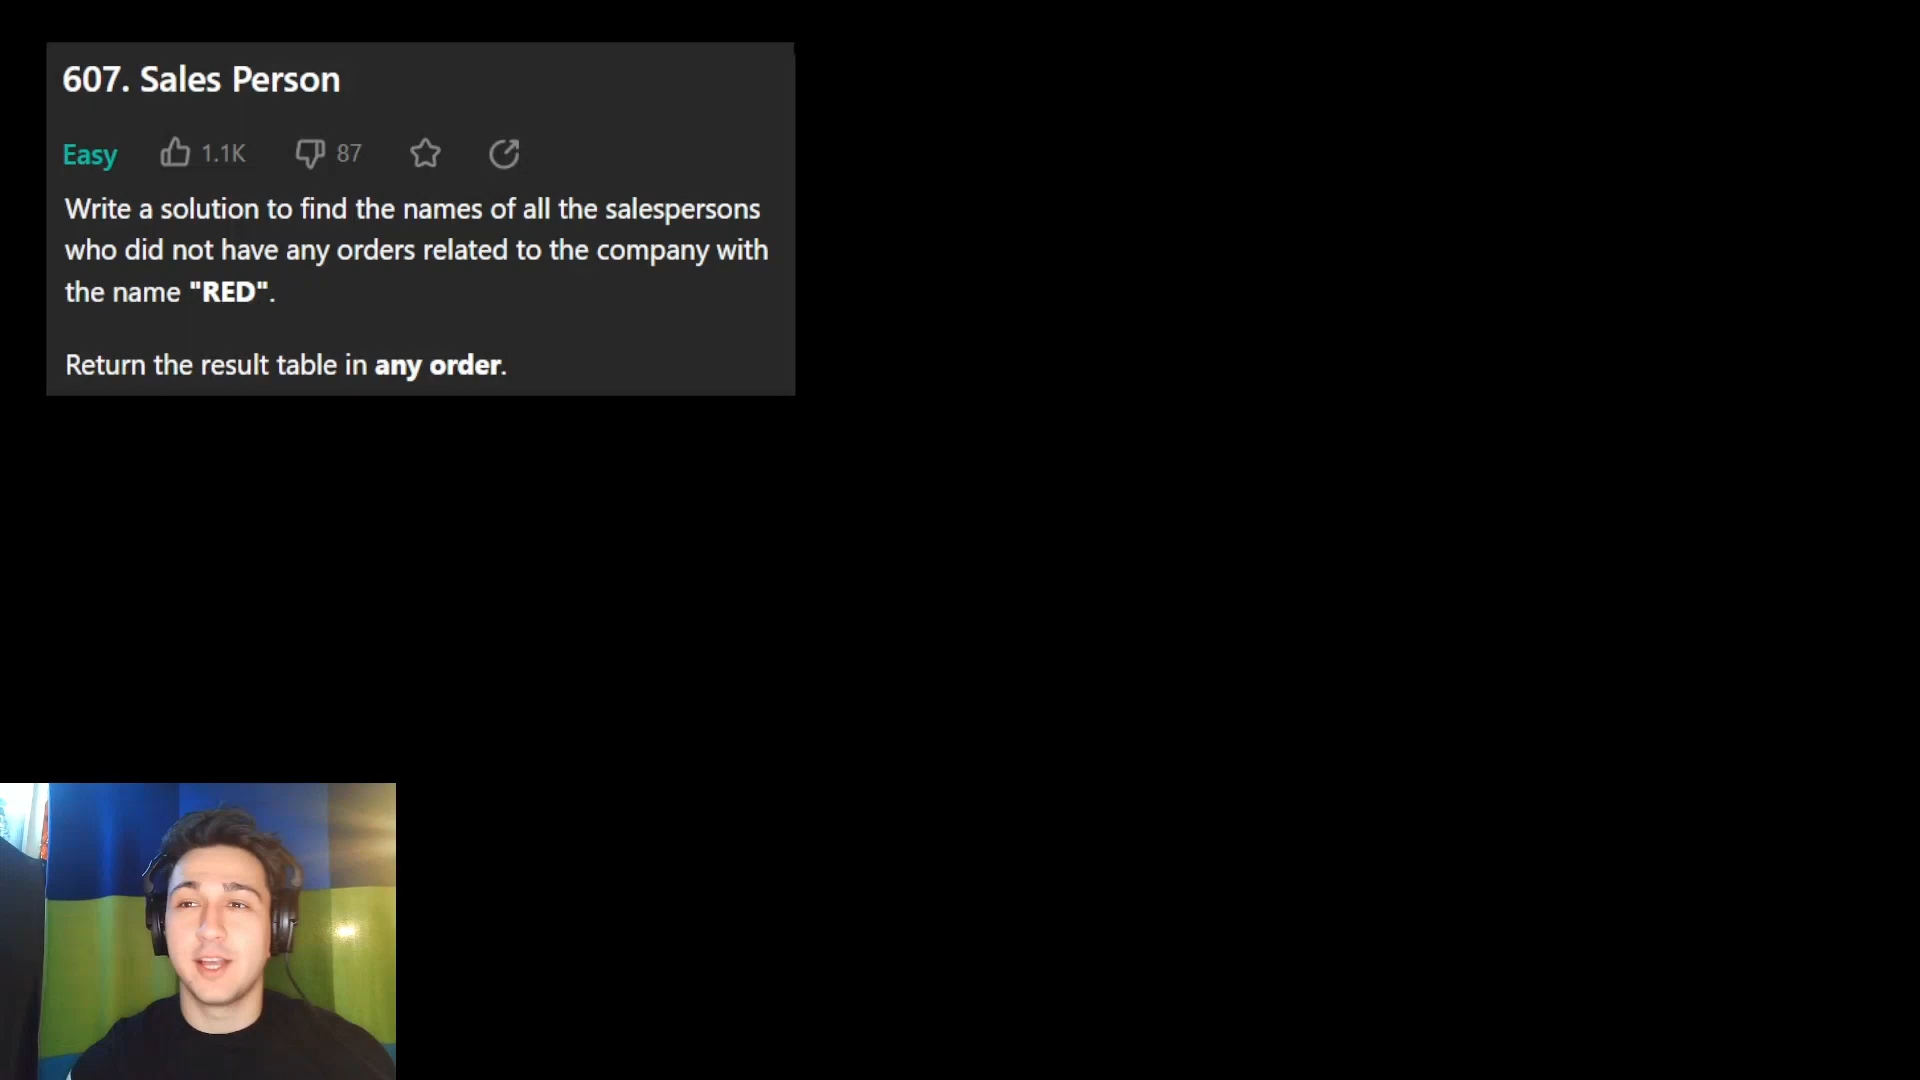 607. Sales Person
Easy 1.1K 87
Write a solution to find the names of all the salespersons
who did not have any orders related to the company with
the name "RED".
Return the result table in any order.